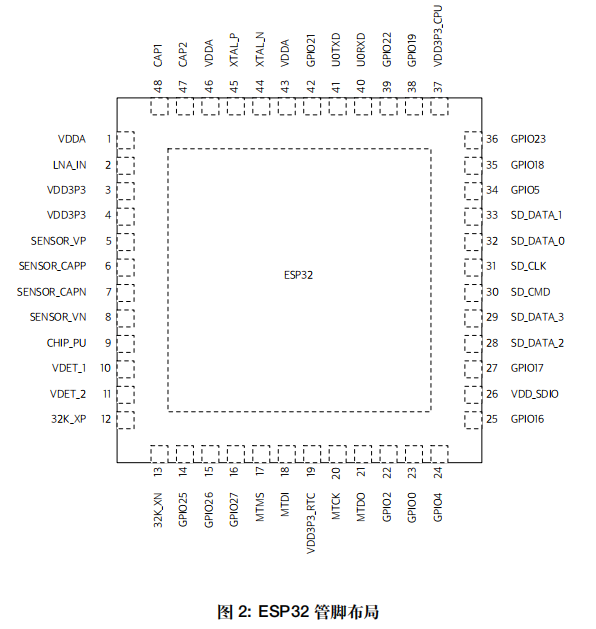 CAP1
CAP2
VDDA
XTAL_P
XTAL_N
VDDA
GPIO21
U0TXD
U0RXD
GPIO22
GPIO19
VDD3P3_CPU
48
47
46
45
44
43
42
41
40
39
38
37
VDDA 1
LNA_IN 2
VDD3P3 3
VDD3P3 4
SENSOR_VP 5
SENSOR_CAPP 6
SENSOR_CAPN 7
SENSOR_VN 8
CHIP_PU 9
VDET_1 10
VDET_2 11
32K_XP 12
ESP32
36 GPIO23
35 GPIO18
34 GPIO5
33 SD_DATA_1
32 SD_DATA_0
31 SD_CLK
30 SD_CMD
29 SD_DATA_3
28 SD_DATA_2
27 GPIO17
26 VDD_SDIO
25 GPIO16
13
14
15
16
17
18
19
20
21
22
23
24
32K_XN
GPIO25
GPIO26
GPIO27
MTMS
MTDI
VDD3P3_RTC
MTCK
MTDO
GPIO2
GPIO0
GPIO4
图 2: ESP32 管脚布局